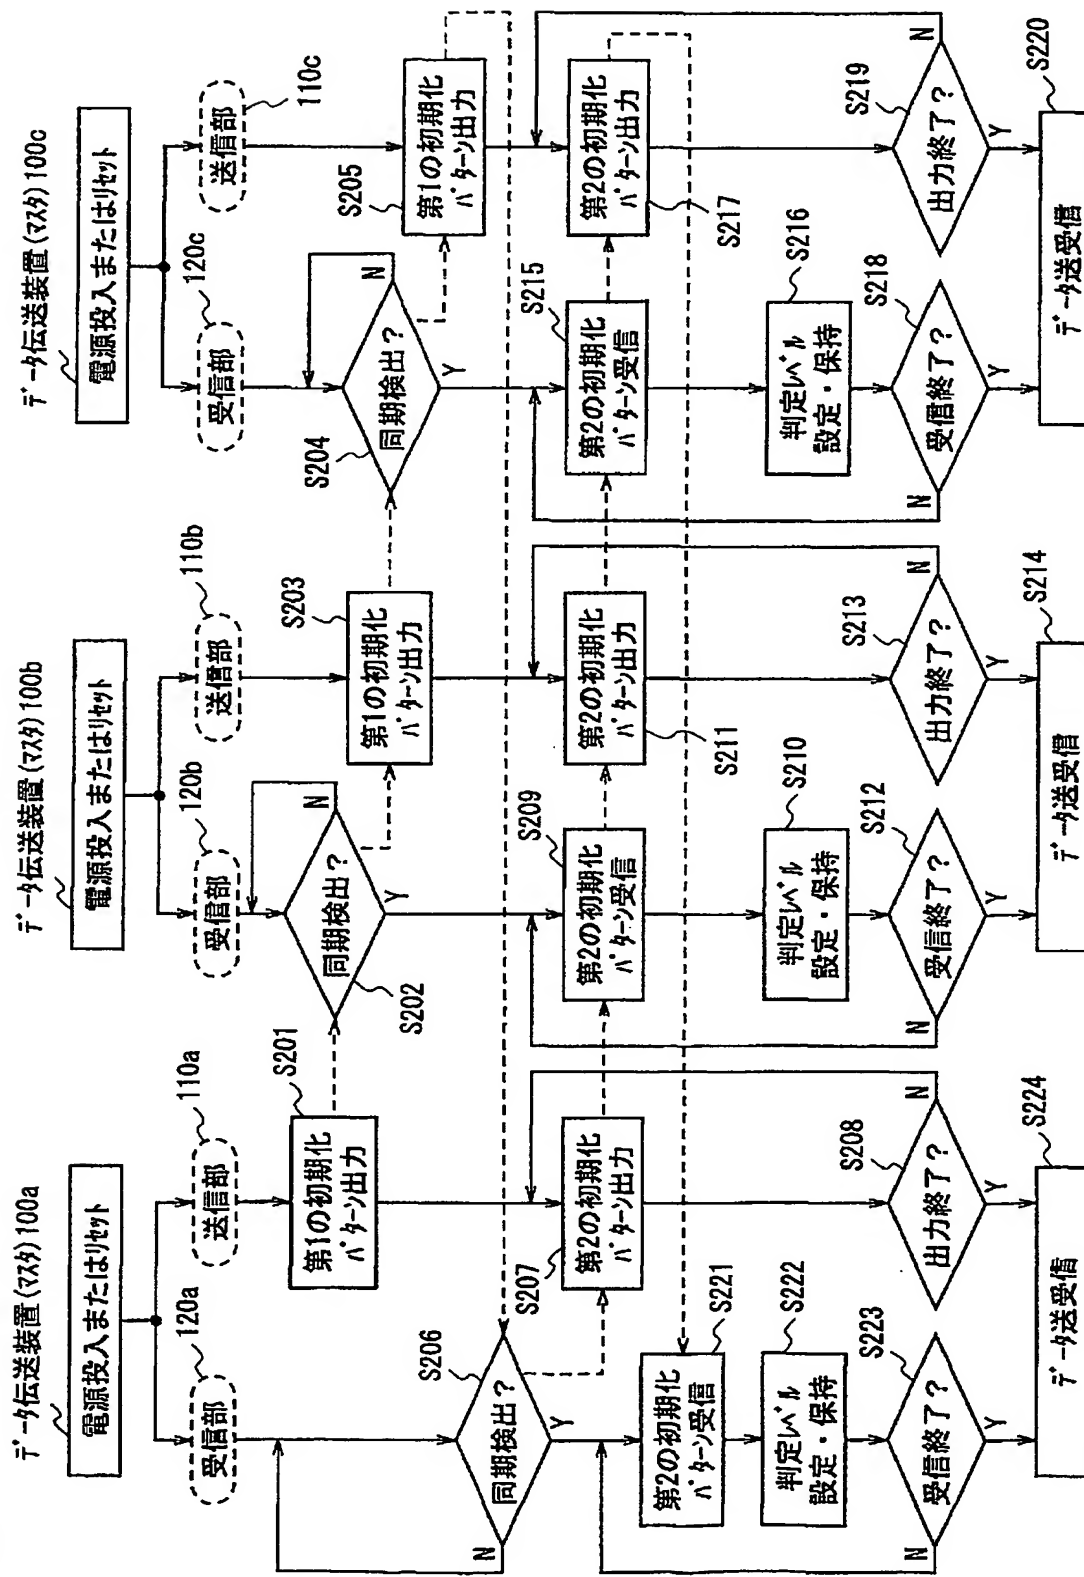 データ伝送装置(マスタ)100a
電源投入またはリセット
受信部
120a
送信部
110a
第1の初期化
パターン出力
S201
同期検出?
S206
N
Y
第2の初期化
パターン出力
S207
第2の初期化
パターン受信
S221
判定レベル
設定・保持
S222
受信終了?
S223
N
Y
出力終了?
S208
N
Y
データ送受信
S224
データ伝送装置(マスタ)100b
電源投入またはリセット
受信部
120b
送信部
110b
同期検出?
S202
N
Y
第1の初期化
パターン出力
S203
第2の初期化
パターン受信
S209
第2の初期化
パターン出力
S211
判定レベル
設定・保持
S210
受信終了?
S212
N
Y
出力終了?
S213
N
Y
データ送受信
S214
データ伝送装置(マスタ)100c
電源投入またはリセット
受信部
120c
送信部
110c
同期検出?
S204
N
Y
第1の初期化
パターン出力
S205
第2の初期化
パターン受信
S215
第2の初期化
パターン出力
S217
判定レベル
設定・保持
S216
受信終了?
S218
N
Y
出力終了?
S219
N
Y
データ送受信
S220